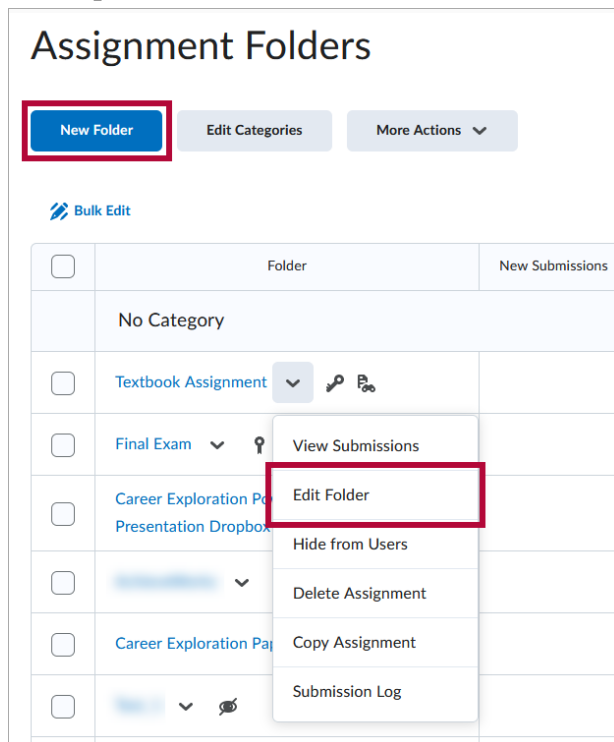 Assignment Folders
New Folder Edit Categories More Actions
Bulk Edit
Folder New Submissions
No Category
Textbook Assignment
Final Exam
View Submissions
Career Exploration
Presentation Dropbox
Edit Folder
Hide from Users
Delete Assignment
Career Exploration
Copy Assignment
Submission Log